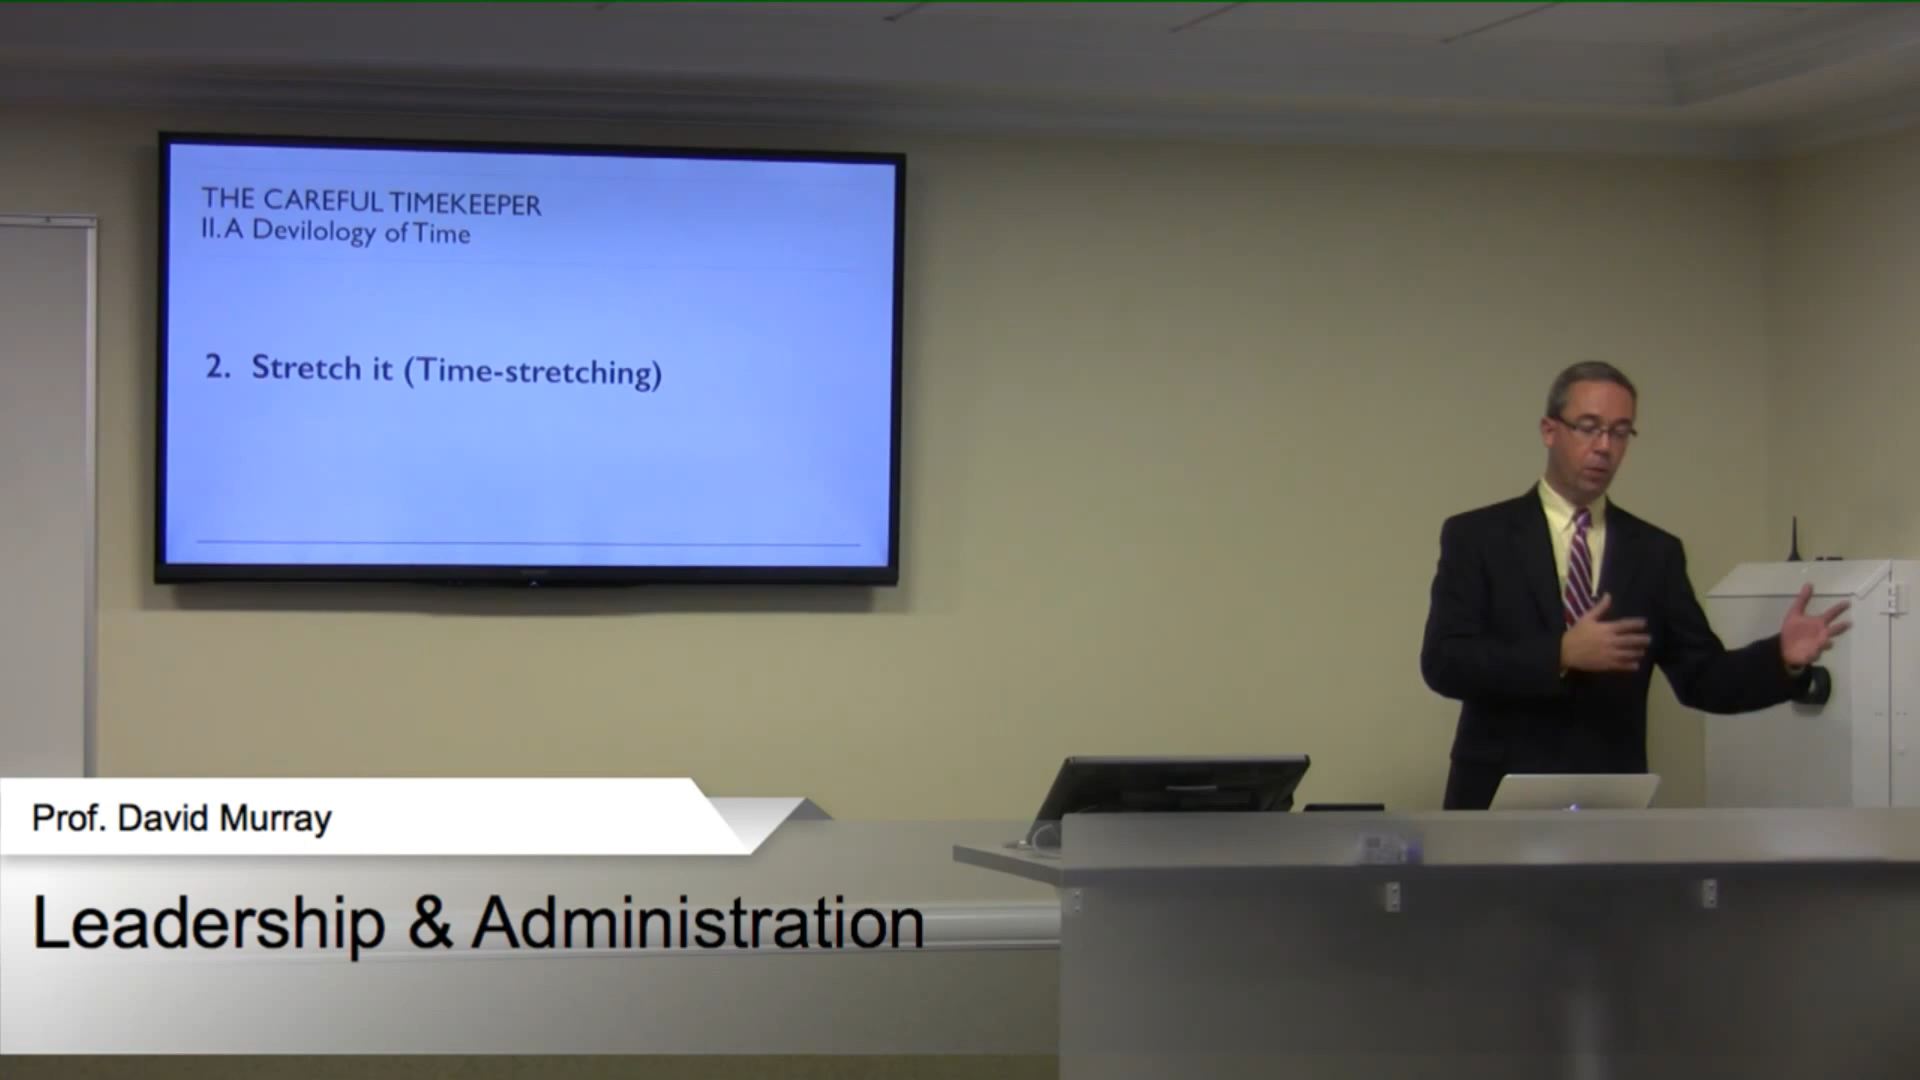 THE CAREFUL TIMEKEEPER
II. A Devilology of Time
2. Stretch it (Time-stretching)
Prof. David Murray
Leadership & Administration